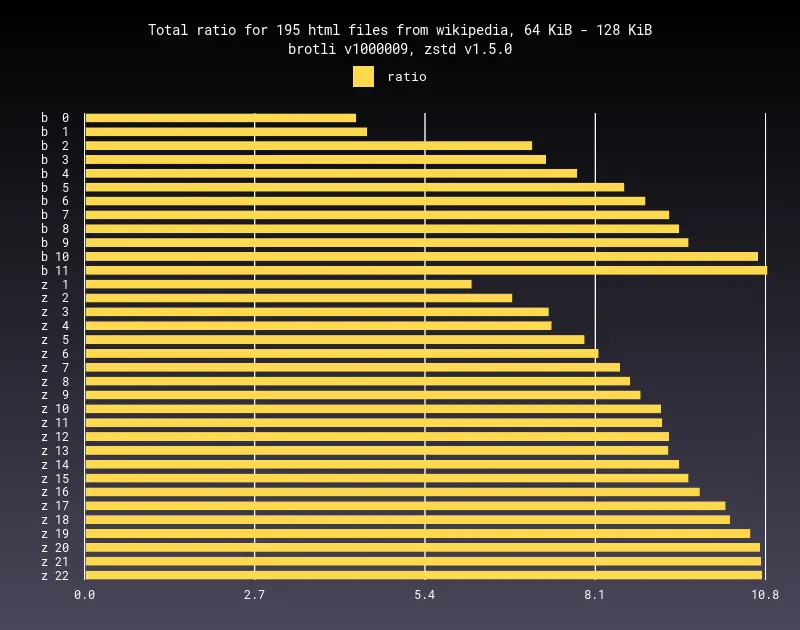 Total ratio for 195 html files from wikipedia, 64 KiB - 128 KiB
brotli v1000009, zstd v1.5.0
ratio
b 0
b 1
b 2
b 3
b 4
b 5
b 6
b 7
b 8
b 9
b 10
b 11
z 1
z 2
z 3
z 4
z 5
z 6
z 7
z 8
z 9
z 10
z 11
z 12
z 13
z 14
z 15
z 16
z 17
z 18
z 19
z 20
z 21
z 22
0.0 2.7 5.4 8.1 10.8